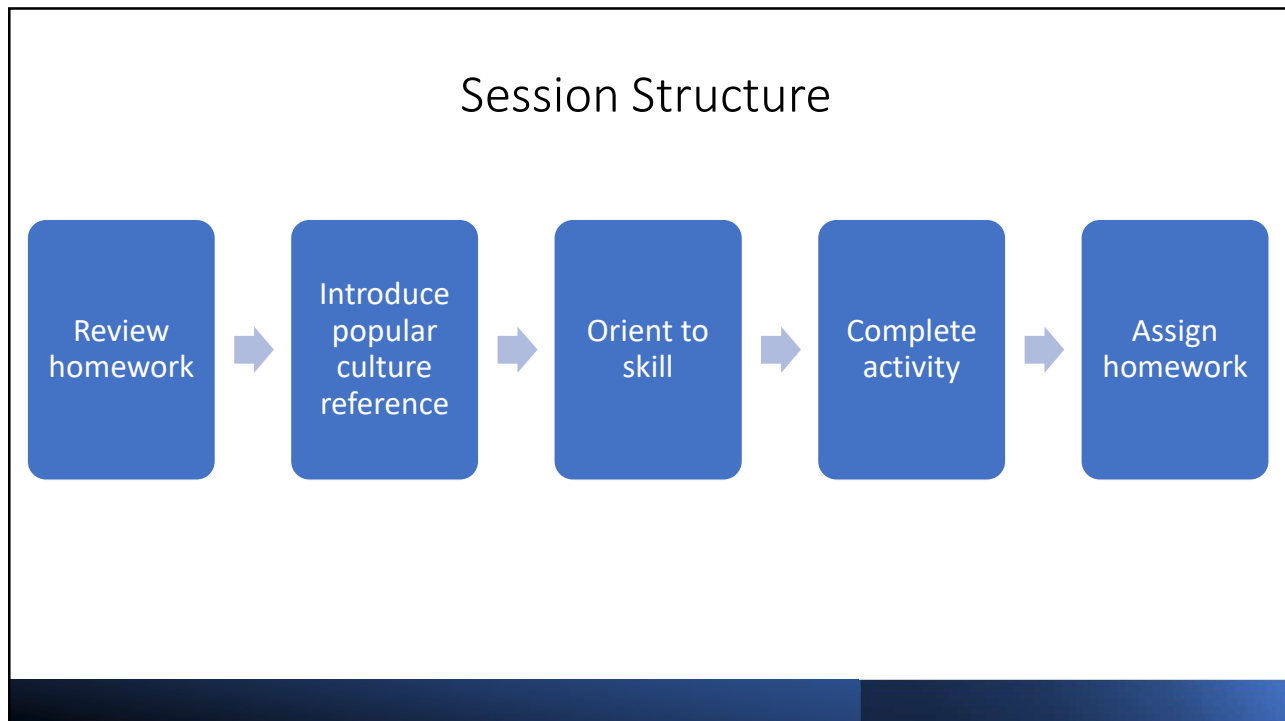 Session Structure
Review
homework
Introduce
popular
culture
reference
Orient to
skill
Complete
activity
Assign
homework